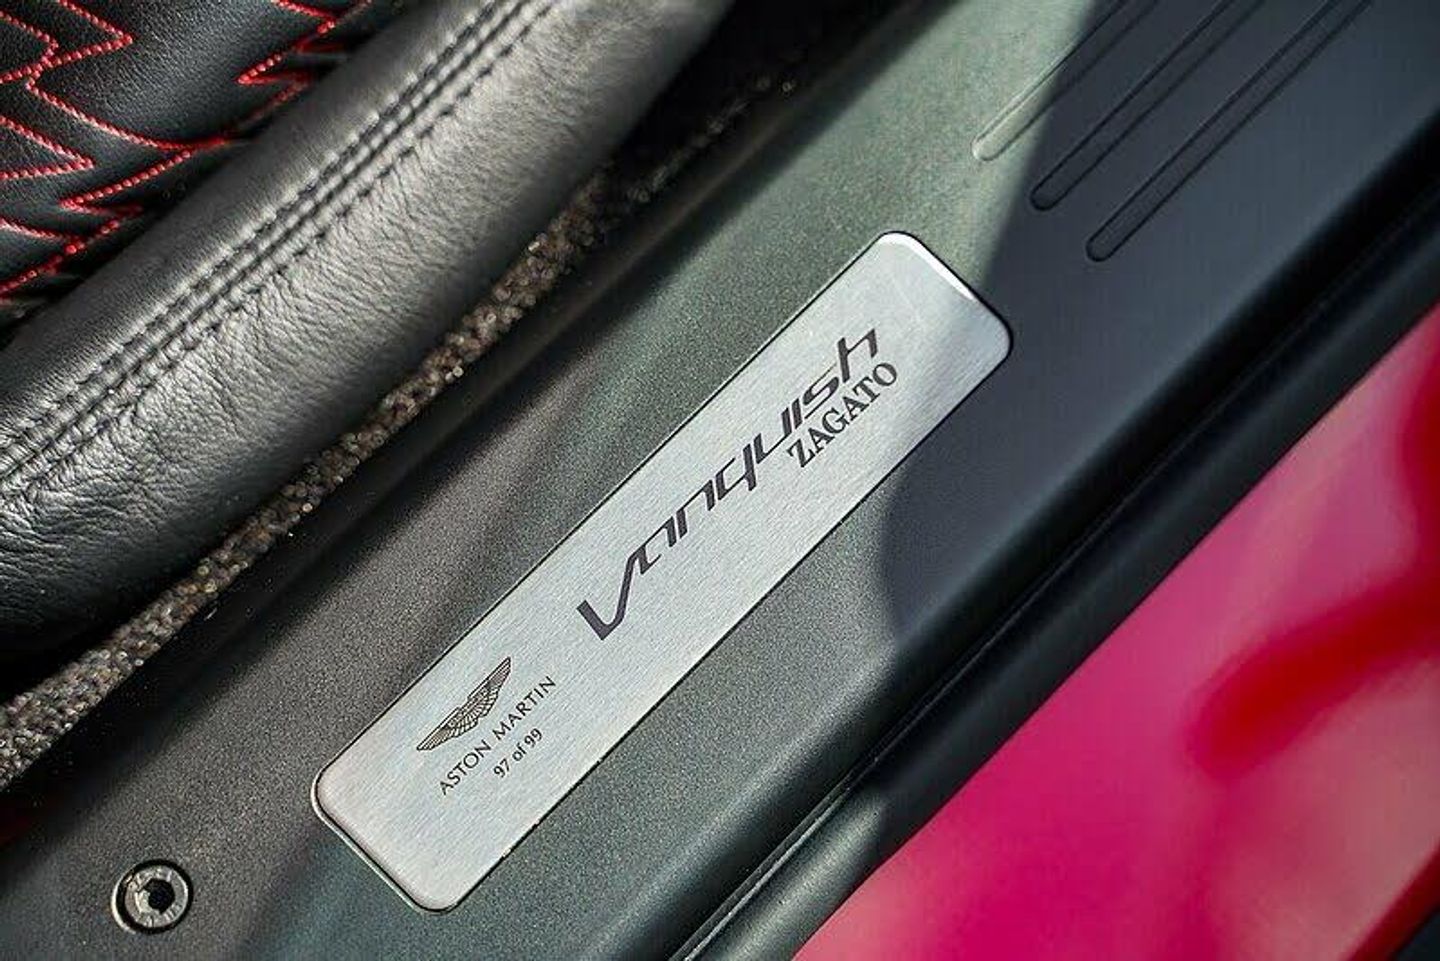 Vanquish
ZAGATO
ASTON MARTIN
97 of 99